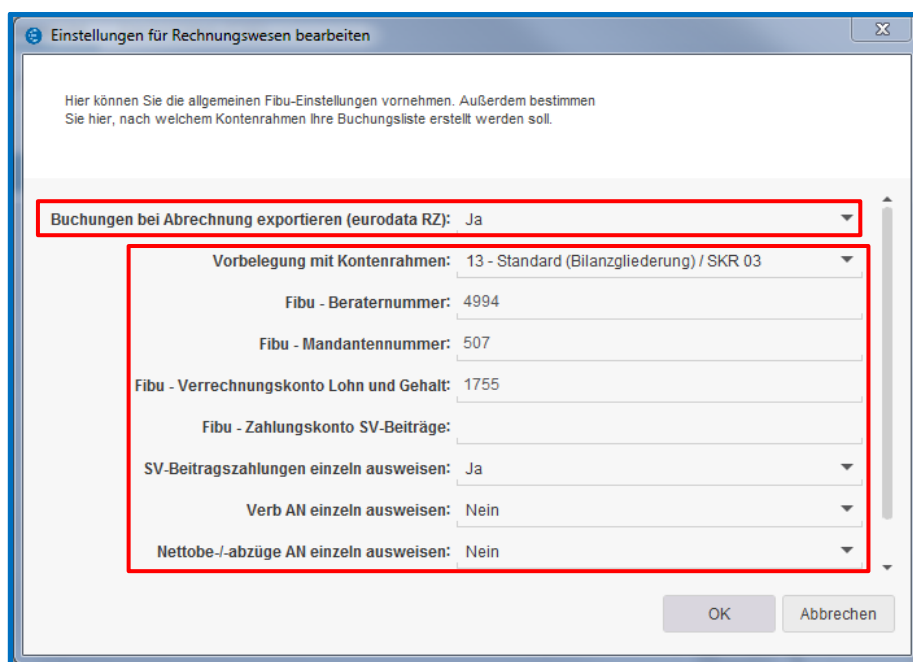 Einstellungen für Rechnungswesen bearbeiten
Hier können Sie die allgemeinen Fibu-Einstellungen vornehmen. Außerdem bestimmen
Sie hier, nach welchem Kontenrahmen Ihre Buchungsliste erstellt werden soll.
Buchungen bei Abrechnung exportieren (eurodata RZ): Ja
Vorbelegung mit Kontenrahmen: 13 - Standard (Bilanzgliederung) / SKR 03
Fibu - Beraternummer: 4994
Fibu - Mandantennummer: 507
Fibu - Verrechnungskonto Lohn und Gehalt: 1755
Fibu - Zahlungskonto SV-Beiträge:
SV-Beitragszahlungen einzeln ausweisen: Ja
Verb AN einzeln ausweisen: Nein
Nettobe-/-abzüge AN einzeln ausweisen: Nein
OK Abbrechen